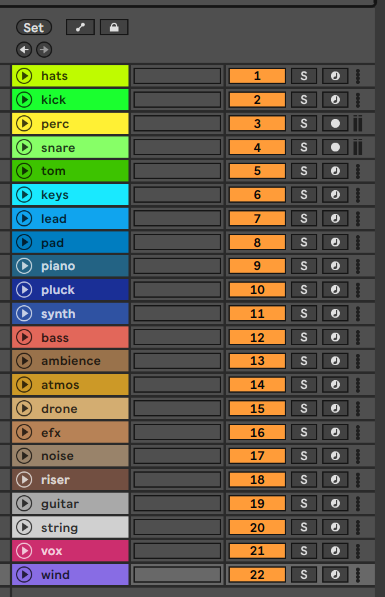 Set
hats 1 S
kick 2 S
perc 3 S
snare 4 S
tom 5 S
keys 6 S
lead 7 S
pad 8 S
piano 9 S
pluck 10 S
synth 11 S
bass 12 S
ambience 13 S
atmos 14 S
drone 15 S
efx 16 S
noise 17 S
riser 18 S
guitar 19 S
string 20 S
vox 21 S
wind 22 S